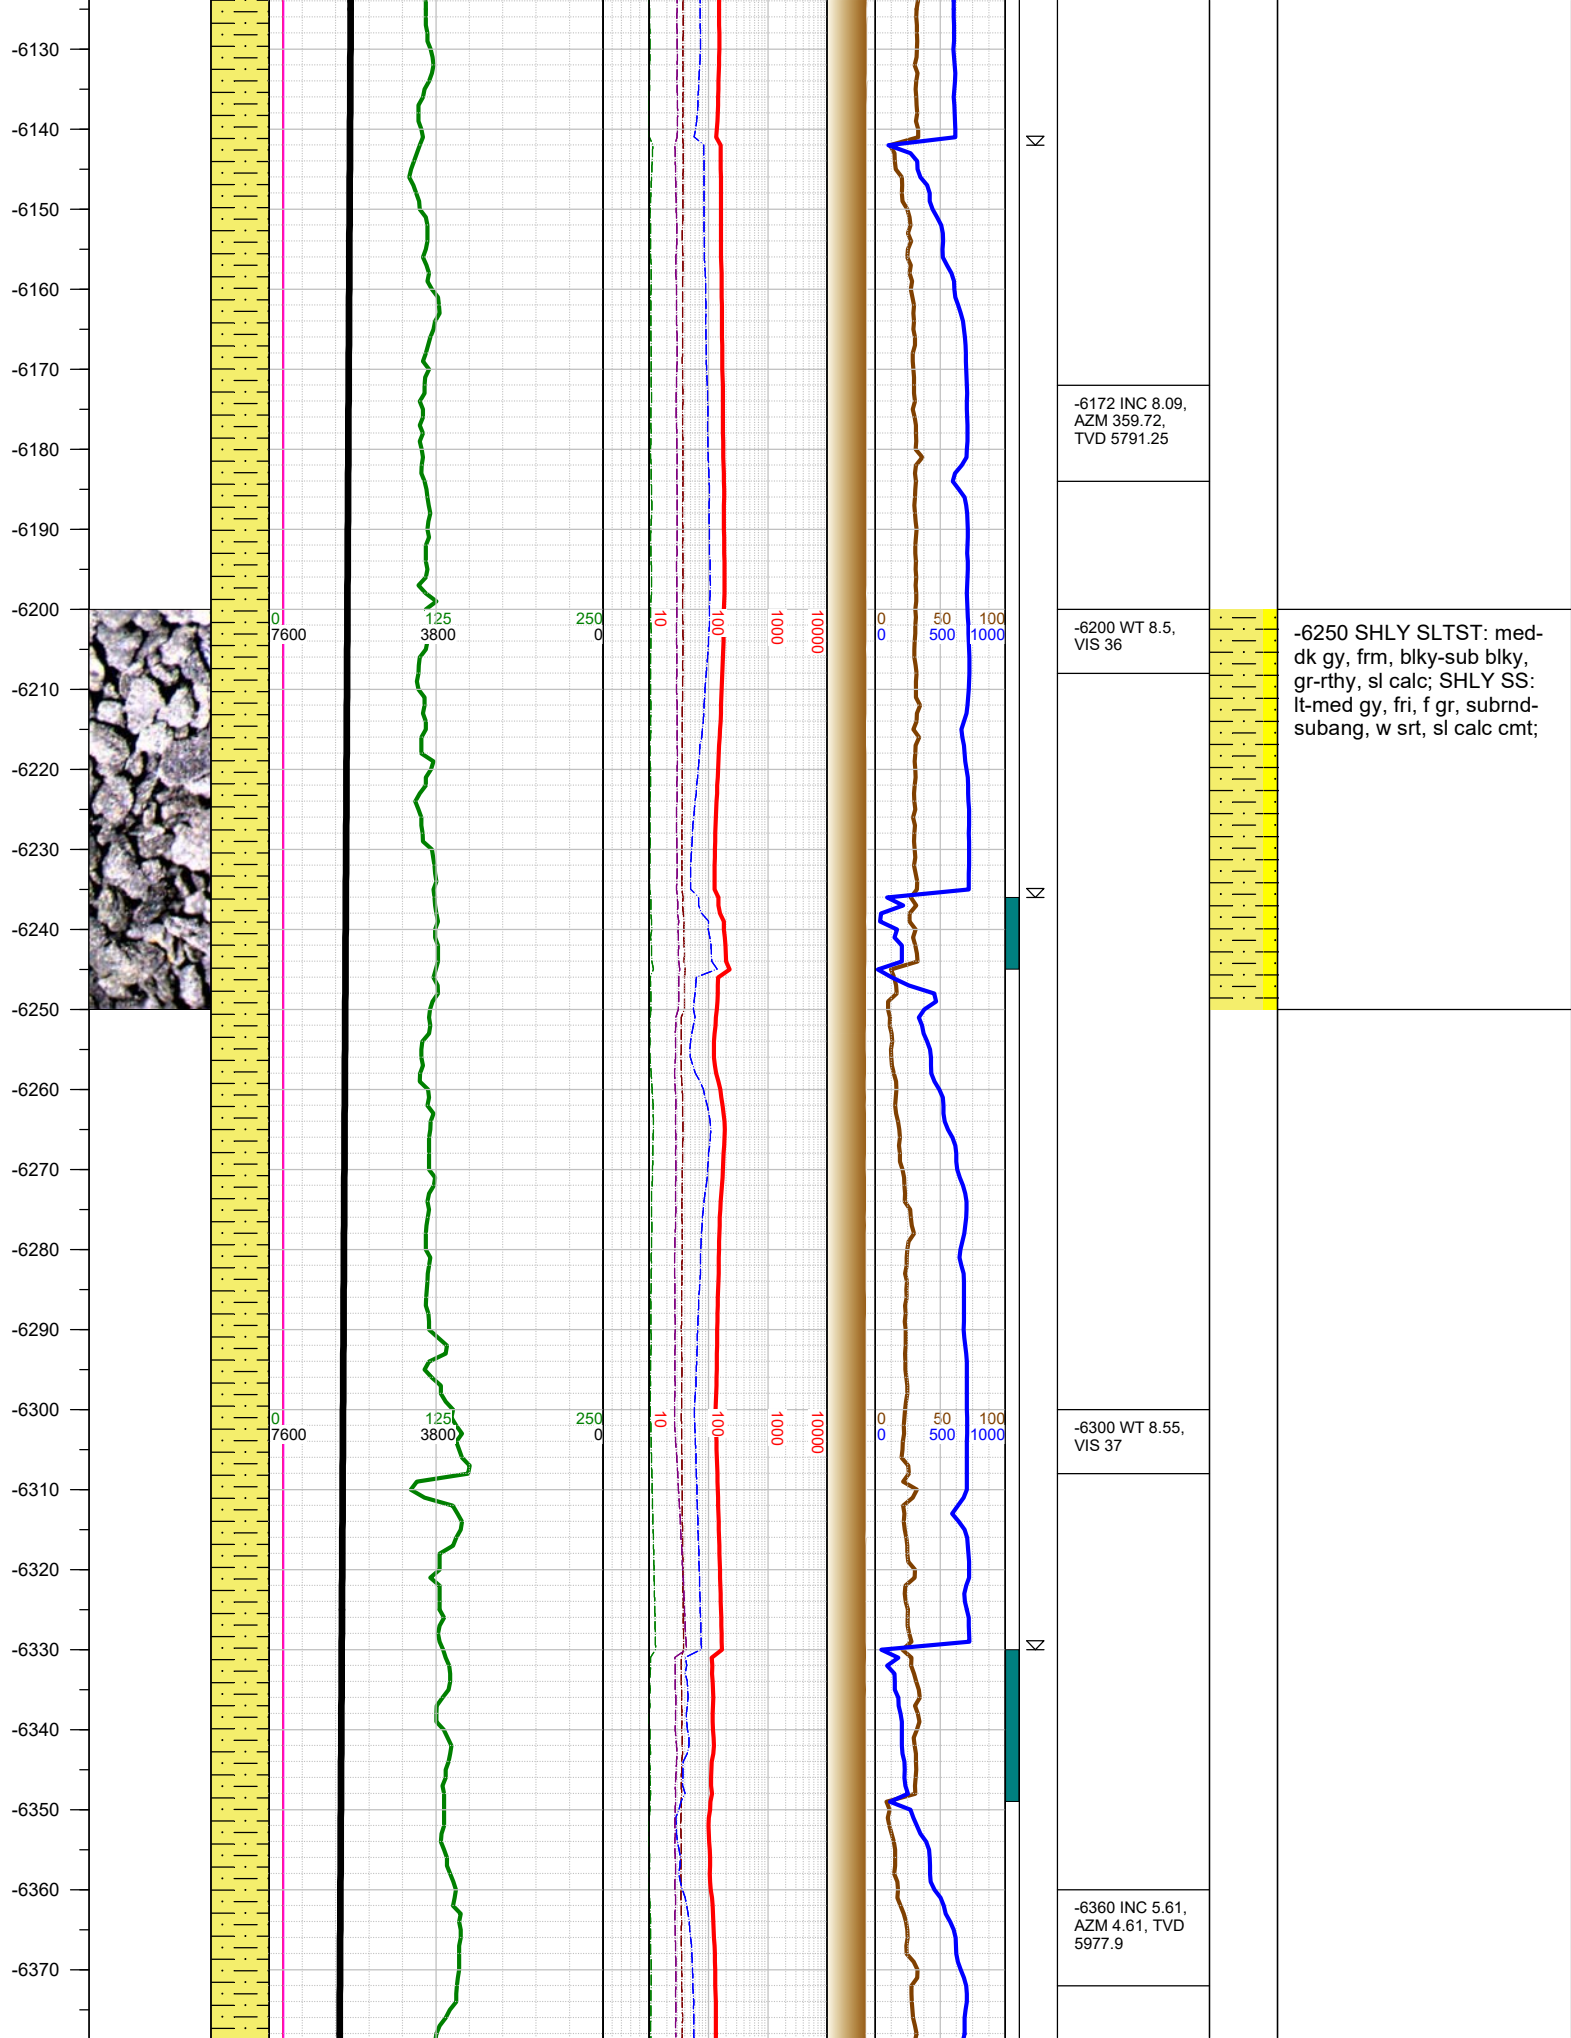 -6130
-6140
-6150
-6160
-6170
-6172 INC 8.09,
AZM 359.72,
TVD 5791.25
-6180
-6190
-6200
0 125 250 10 100 1000 10000 0 50 100
7600 3800 0 0 500 1000
-6200 WT 8.5,
VIS 36
-6250 SHLY SLTST: med-
dk gy, frm, blky-sub blky,
gr-rthy, sl calc; SHLY SS:
lt-med gy, fri, f gr, subrnd-
subang, w srt, sl calc cmt;
-6210
-6220
-6230
-6240
-6250
-6260
-6270
-6280
-6290
-6300
0 125 250 10 100 1000 10000 0 50 100
7600 3800 0 0 500 1000
-6300 WT 8.55,
VIS 37
-6310
-6320
-6330
-6340
-6350
-6360
-6360 INC 5.61,
AZM 4.61, TVD
5977.9
-6370